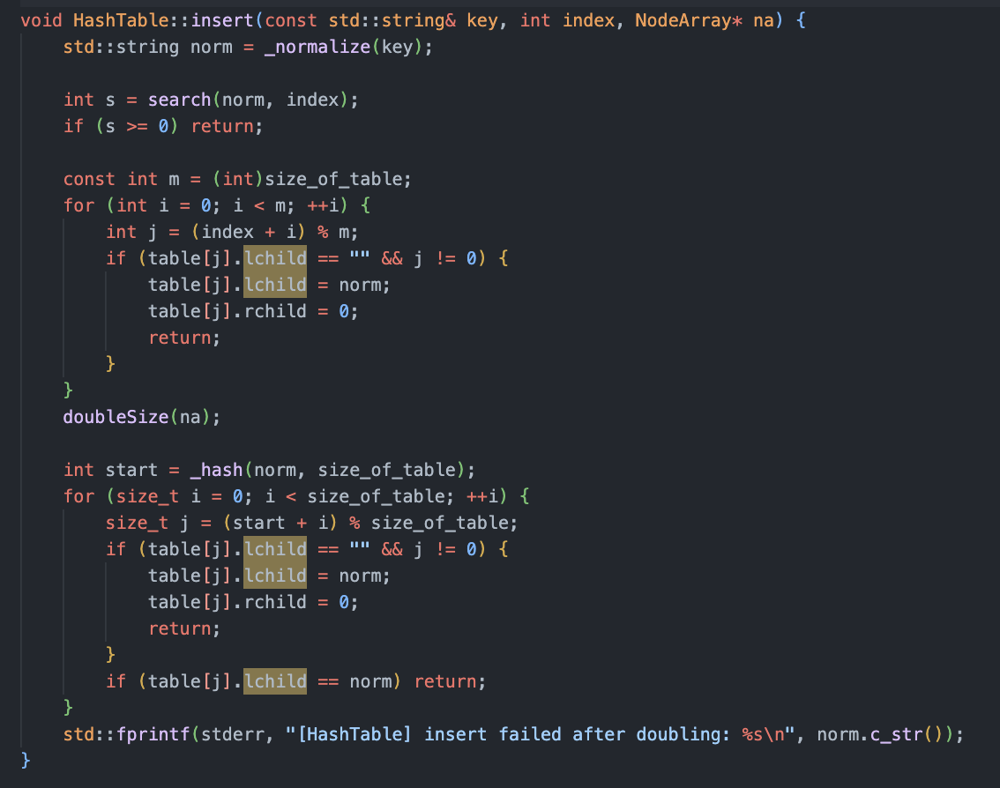 void HashTable::insert(const std::string& key, int index, NodeArray* na) {
    std::string norm = _normalize(key);

    int s = search(norm, index);
    if (s >= 0) return;

    const int m = (int)size_of_table;
    for (int i = 0; i < m; ++i) {
        int j = (index + i) % m;
        if (table[j].lchild == "" && j != 0) {
            table[j].lchild = norm;
            table[j].rchild = 0;
            return;
        }
    }
    doubleSize(na);

    int start = _hash(norm, size_of_table);
    for (size_t i = 0; i < size_of_table; ++i) {
        size_t j = (start + i) % size_of_table;
        if (table[j].lchild == "" && j != 0) {
            table[j].lchild = norm;
            table[j].rchild = 0;
            return;
        }
        if (table[j].lchild == norm) return;
    }
    std::fprintf(stderr, "[HashTable] insert failed after doubling: %s\n", norm.c_str());
}